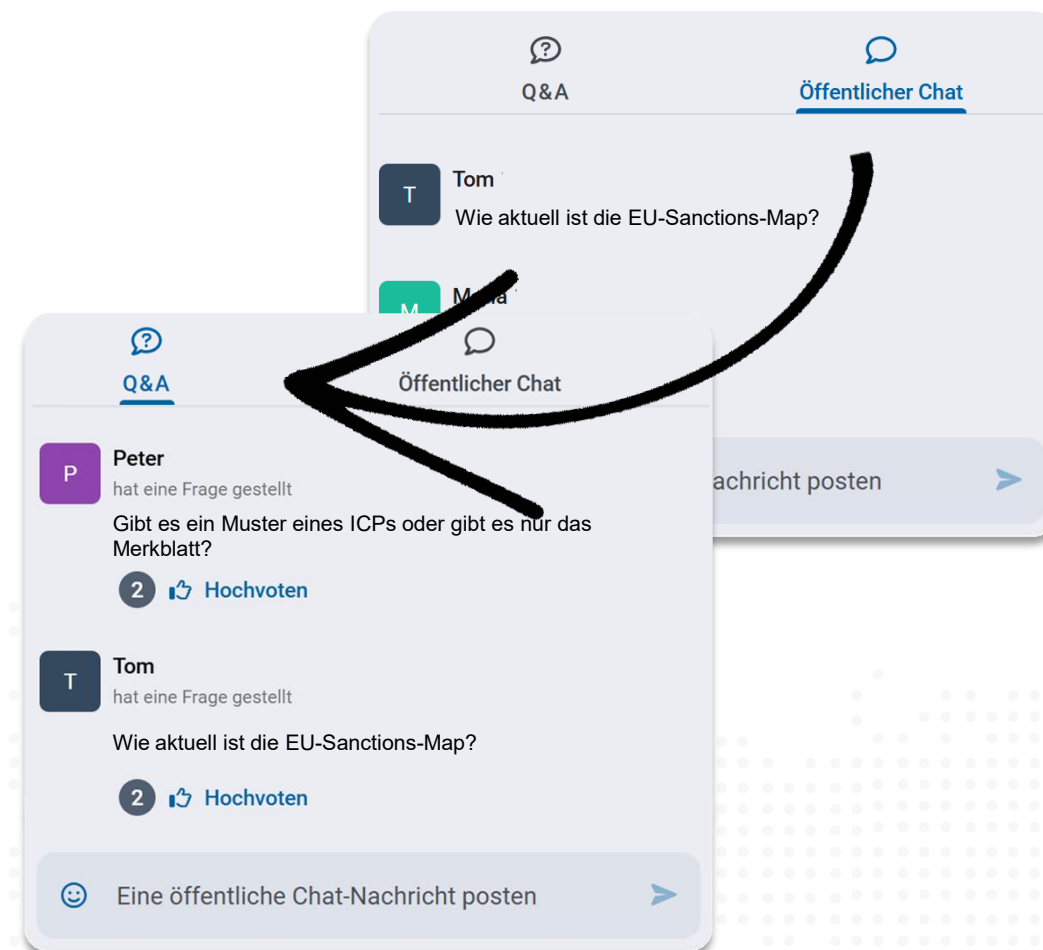 Q&A
Öffentlicher Chat
T
Tom
Wie aktuell ist die EU-Sanctions-Map?
M
Q&A
Öffentlicher Chat
P
Peter
hat eine Frage gestellt
Gibt es ein Muster eines ICPs oder gibt es nur das
Merkblatt?
2 Hochvoten
achricht posten
T
Tom
hat eine Frage gestellt
Wie aktuell ist die EU-Sanctions-Map?
2 Hochvoten
Eine öffentliche Chat-Nachricht posten